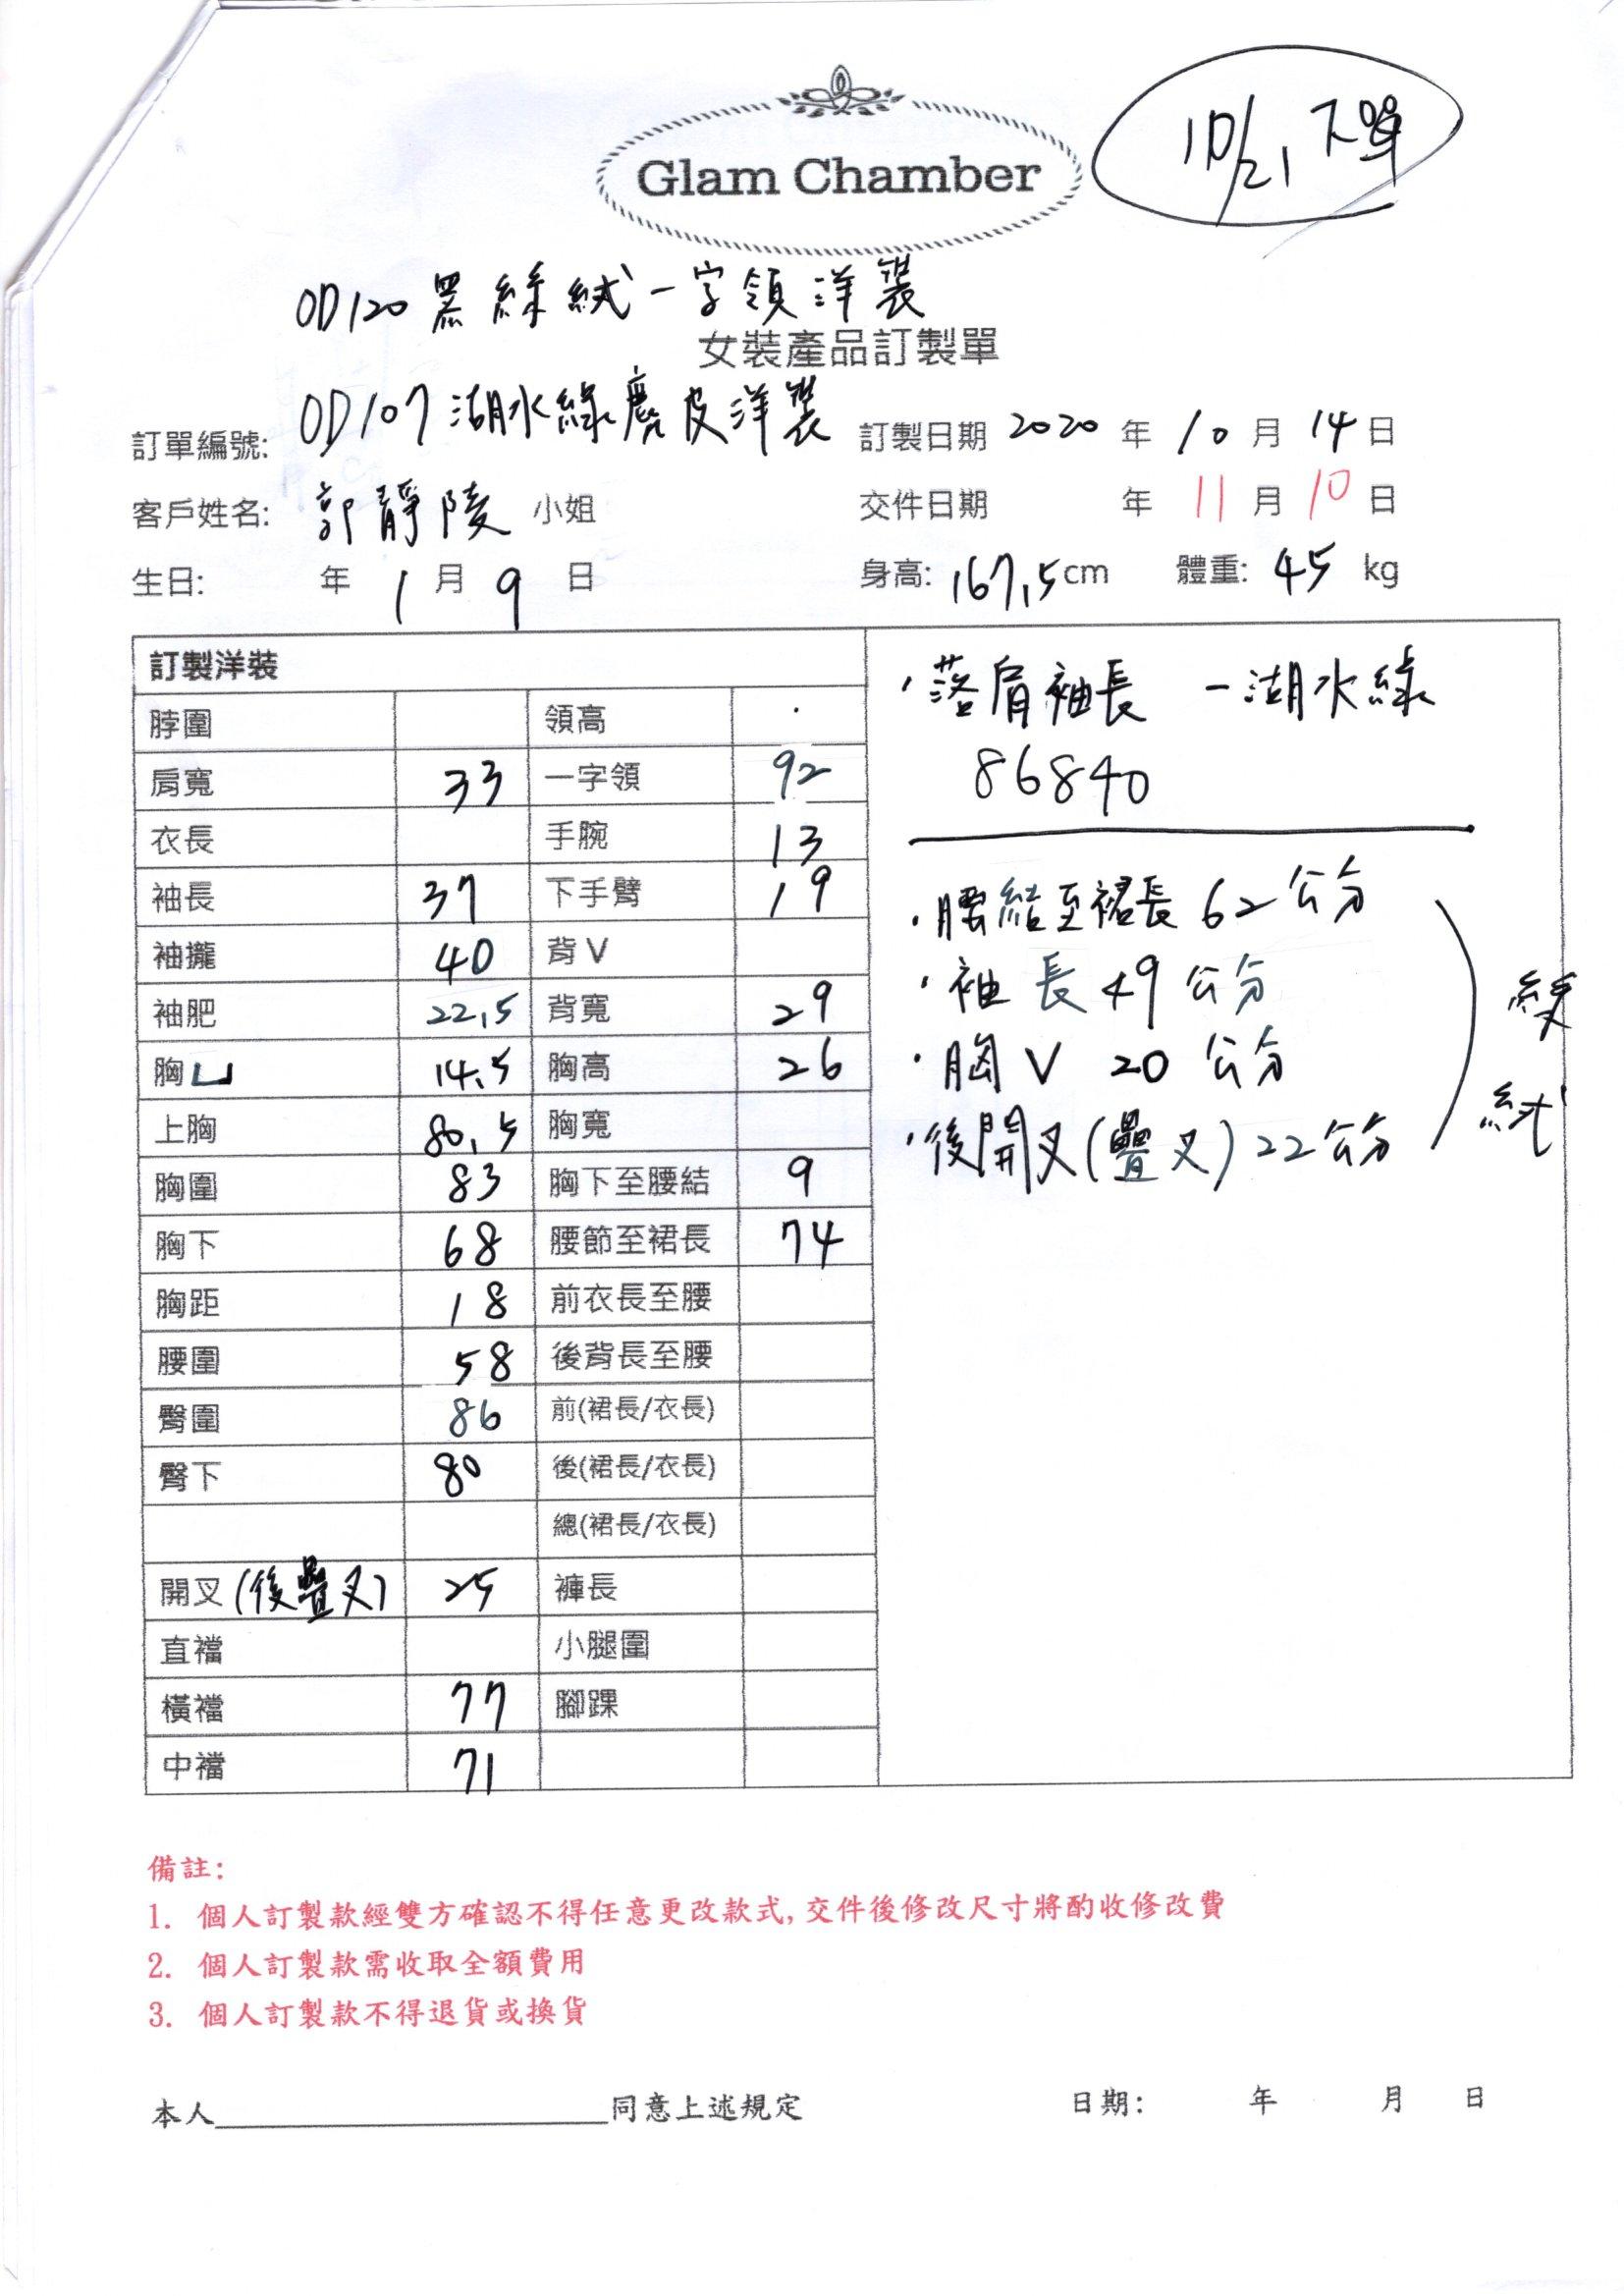 Glam Chamber
10/21 下單
OD120 黑絲絨一字領洋裝
女裝產品訂製單
訂單編號: OD107 湖水綠麂皮洋裝 訂製日期 2020 年 10 月 14 日
客戶姓名: 郭靜陵 小姐 交件日期 年 11 月 10 日
生日: 年 1 月 9 日 身高: 167.5 cm 體重: 45 kg
訂製洋裝
脖圍 領高
肩寬 33 一字領 92
衣長 手腕 13
袖長 37 下手臂 19
袖攏 40 背V
袖肥 22.5 背寬 29
胸凵 14.5 胸高 26
上胸 80.5 胸寬
胸圍 83 胸下至腰結 9
胸下 68 腰節至裙長 74
胸距 18 前衣長至腰
腰圍 58 後背長至腰
臀圍 86 前(裙長/衣長)
臀下 80 後(裙長/衣長)
總(裙長/衣長)
開叉(後疊叉) 25 褲長
直襠 小腿圍
橫襠 77 腳踝
中襠 71
·落肩袖長 - 湖水綠
86840
·腰結至裙長 62 公分
·袖長 49 公分
·胸V 20 公分
·後開叉(疊叉) 22 公分
絲絨
備註:
1. 個人訂製款經雙方確認不得任意更改款式,交件後修改尺寸將酌收修改費
2. 個人訂製款需收取全額費用
3. 個人訂製款不得退貨或換貨
本人____________同意上述規定 日期: 年 月 日